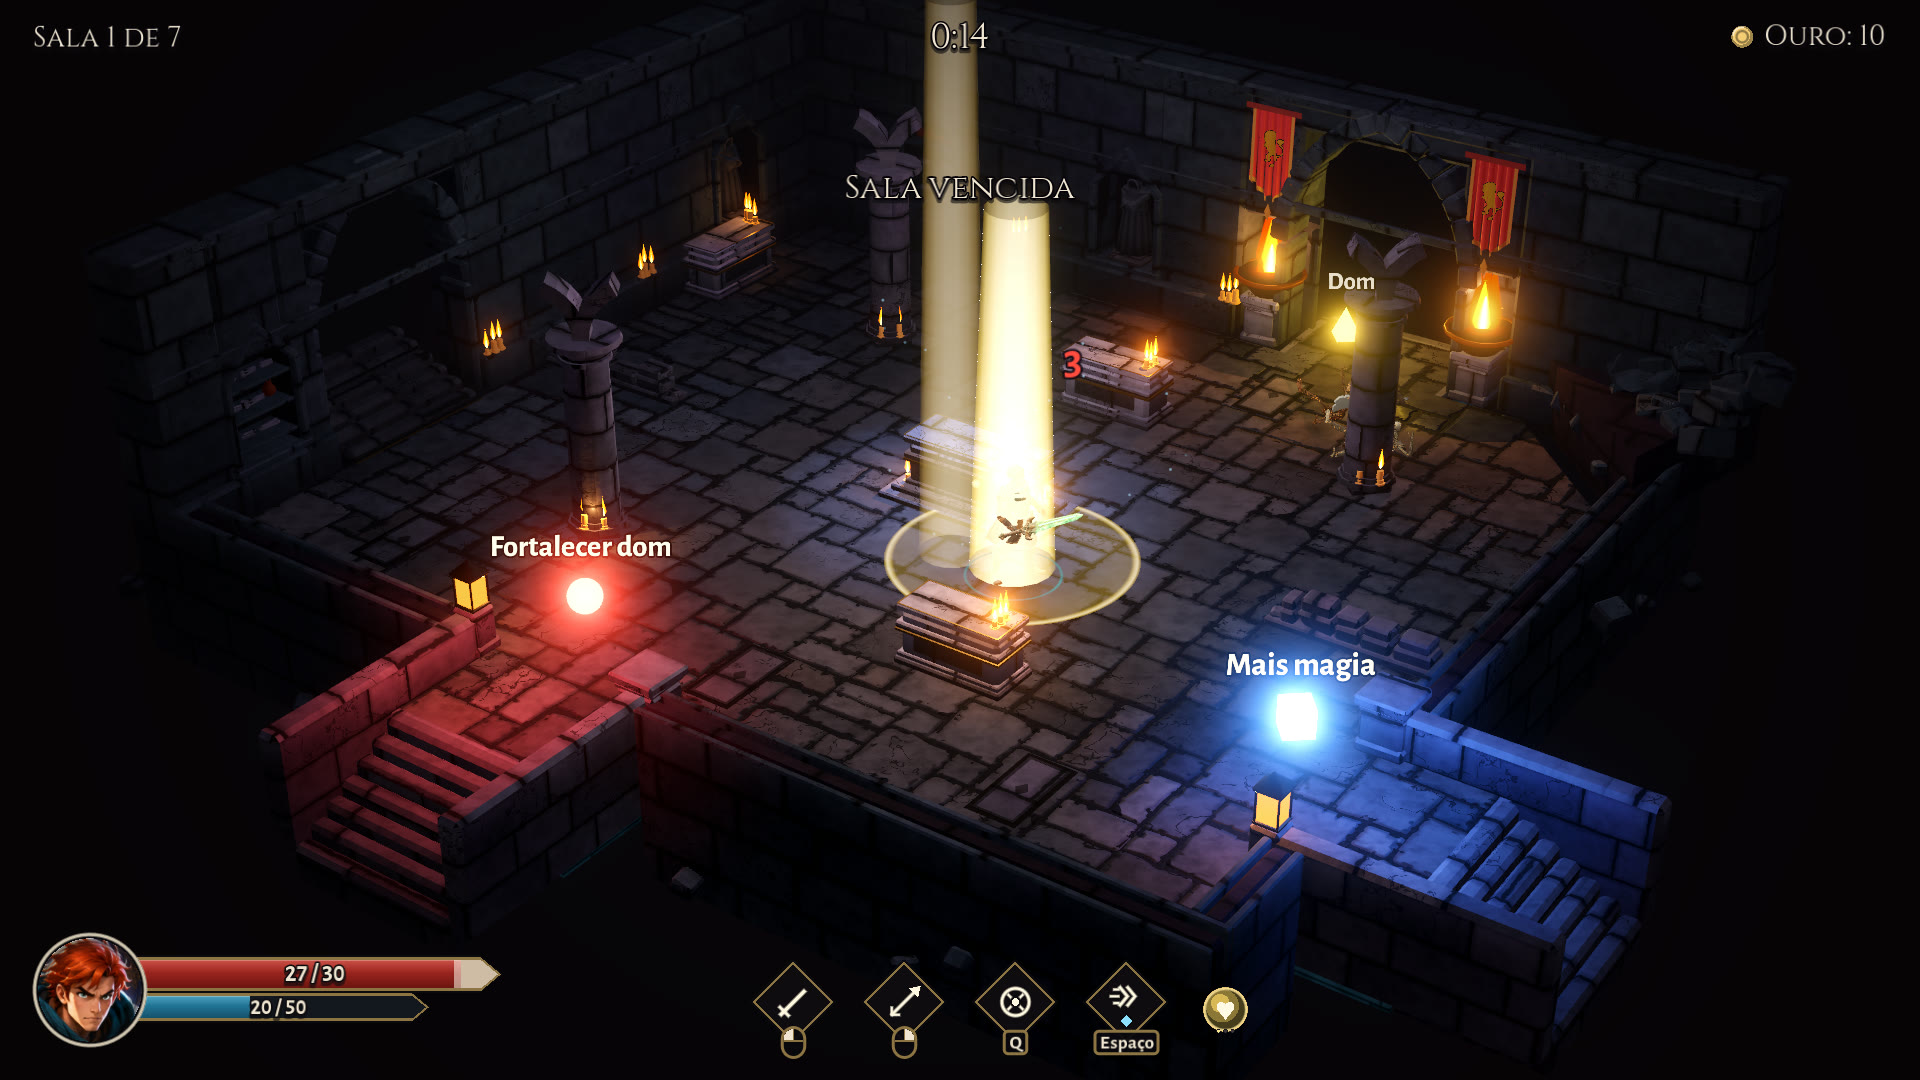 Sala 1 de 7
0:14
Ouro: 10
Sala vencida
Dom
3
Fortalecer dom
Mais magia
27/30
20/50
Q
Espaço